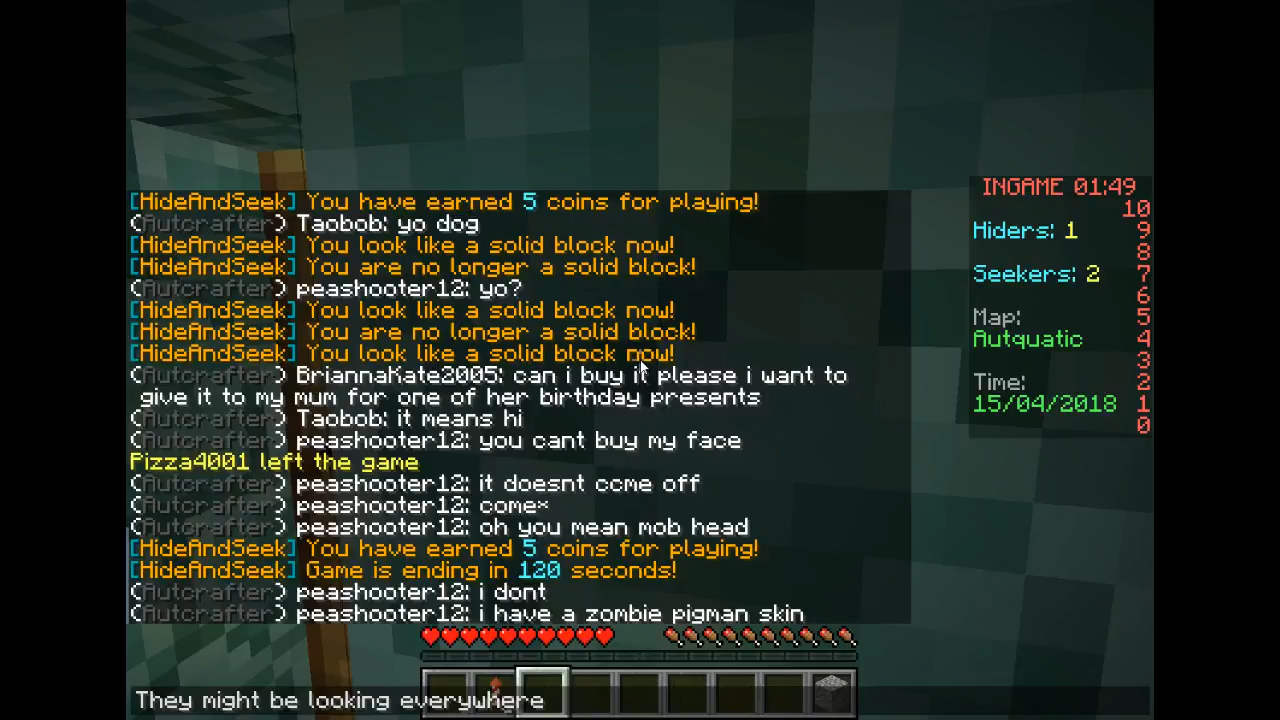 [HideAndSeek] You have earned 5 coins for playing!
(Autcrafter) Taobob: yo dog
[HideAndSeek] You look like a solid block now!
[HideAndSeek] You are no longer a solid block!
(Autcrafter) peashooter12: yo?
[HideAndSeek] You look like a solid block now!
[HideAndSeek] You are no longer a solid block!
[HideAndSeek] You look like a solid block now!
(Autcrafter) BriannaKate2005: can i buy it please i want to
give it to my mum for one of her birthday presents
(Autcrafter) Taobob: it means hi
(Autcrafter) peashooter12: you cant buy my face
Pizza4001 left the game
(Autcrafter) peashooter12: it doesnt ccme off
(Autcrafter) peashooter12: come*
(Autcrafter) peashooter12: oh you mean mob head
[HideAndSeek] You have earned 5 coins for playing!
[HideAndSeek] Game is ending in 120 seconds!
(Autcrafter) peashooter12: i dont
(Autcrafter) peashooter12: i have a zombie pigman skin
They might be looking everywhere
INGAME 01:49
10
Hiders: 1 9
8
Seekers: 2 7
6
Map: 5
Autquatic 4
3
Time: 2
15/04/2018 1
0